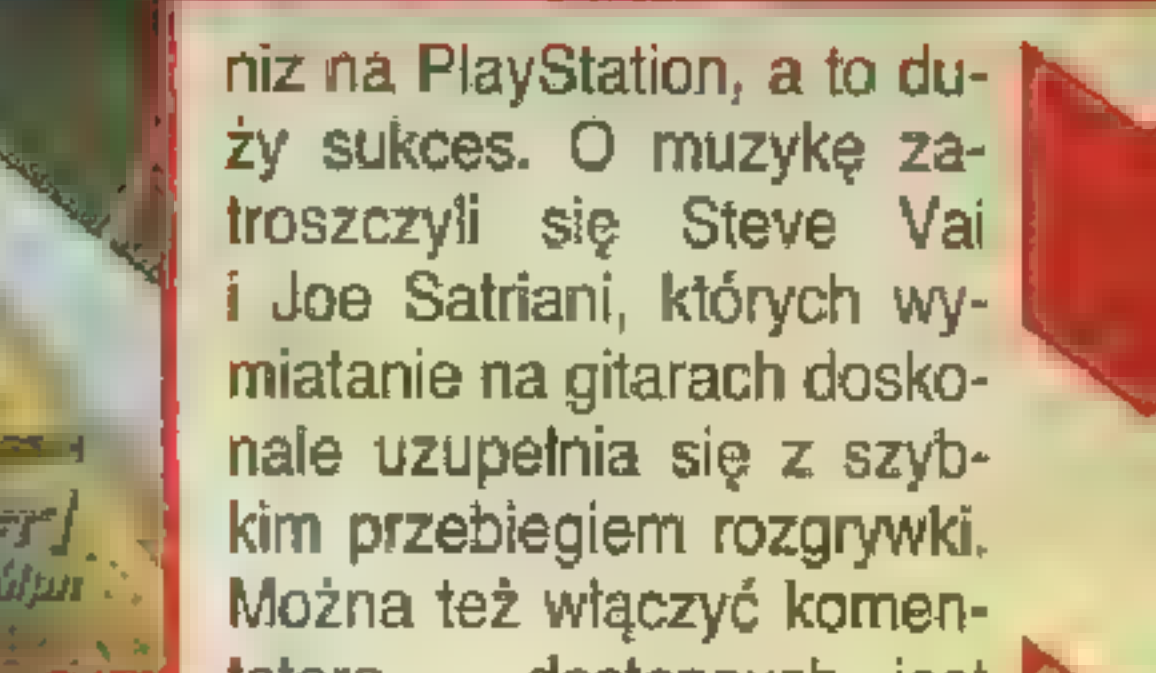 niz na PlayStation, a to du-
ży sukces. O muzykę za-
troszczyli się Steve Vai
i Joe Satriani, których wy-
miatanie na gitarach dosko-
nale uzupełnia się z szyb-
kim przebiegiem rozgrywki.
Można też włączyć komen-